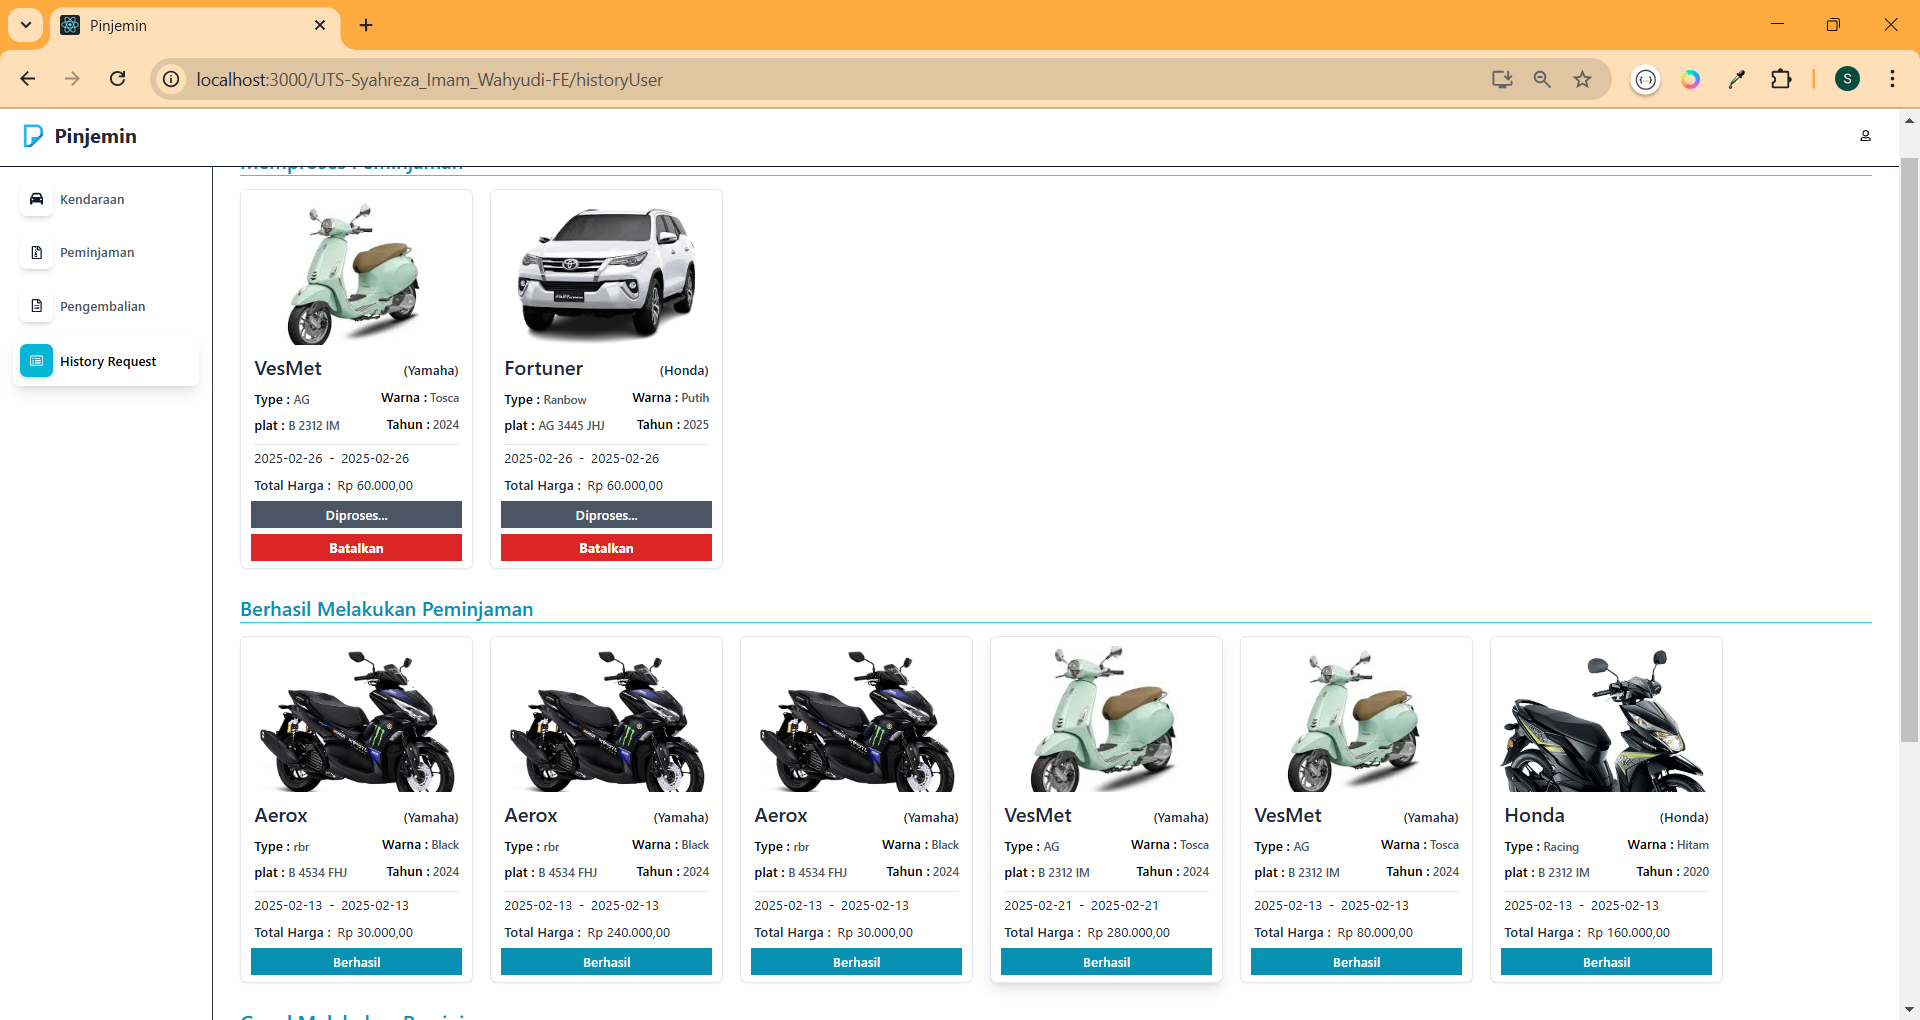 Pinjemin
localhost:3000/UTS-Syahreza_Imam_Wahyudi-FE/historyUser
S
Pinjemin
Kendaraan
Peminjaman
Pengembalian
History Request
Memproses Peminjaman
VesMet (Yamaha)
Type : AG Warna : Tosca
plat : B 2312 IM Tahun : 2024
2025-02-26 - 2025-02-26
Total Harga : Rp 60.000,00
Diproses...
Batalkan
Fortuner (Honda)
Type : Ranbow Warna : Putih
plat : AG 3445 JHJ Tahun : 2025
2025-02-26 - 2025-02-26
Total Harga : Rp 60.000,00
Diproses...
Batalkan
Berhasil Melakukan Peminjaman
Aerox (Yamaha)
Type : rbr Warna : Black
plat : B 4534 FHJ Tahun : 2024
2025-02-13 - 2025-02-13
Total Harga : Rp 30.000,00
Berhasil
Aerox (Yamaha)
Type : rbr Warna : Black
plat : B 4534 FHJ Tahun : 2024
2025-02-13 - 2025-02-13
Total Harga : Rp 240.000,00
Berhasil
Aerox (Yamaha)
Type : rbr Warna : Black
plat : B 4534 FHJ Tahun : 2024
2025-02-13 - 2025-02-13
Total Harga : Rp 30.000,00
Berhasil
VesMet (Yamaha)
Type : AG Warna : Tosca
plat : B 2312 IM Tahun : 2024
2025-02-21 - 2025-02-21
Total Harga : Rp 280.000,00
Berhasil
VesMet (Yamaha)
Type : AG Warna : Tosca
plat : B 2312 IM Tahun : 2024
2025-02-13 - 2025-02-13
Total Harga : Rp 80.000,00
Berhasil
Honda (Honda)
Type : Racing Warna : Hitam
plat : B 2312 IM Tahun : 2020
2025-02-13 - 2025-02-13
Total Harga : Rp 160.000,00
Berhasil